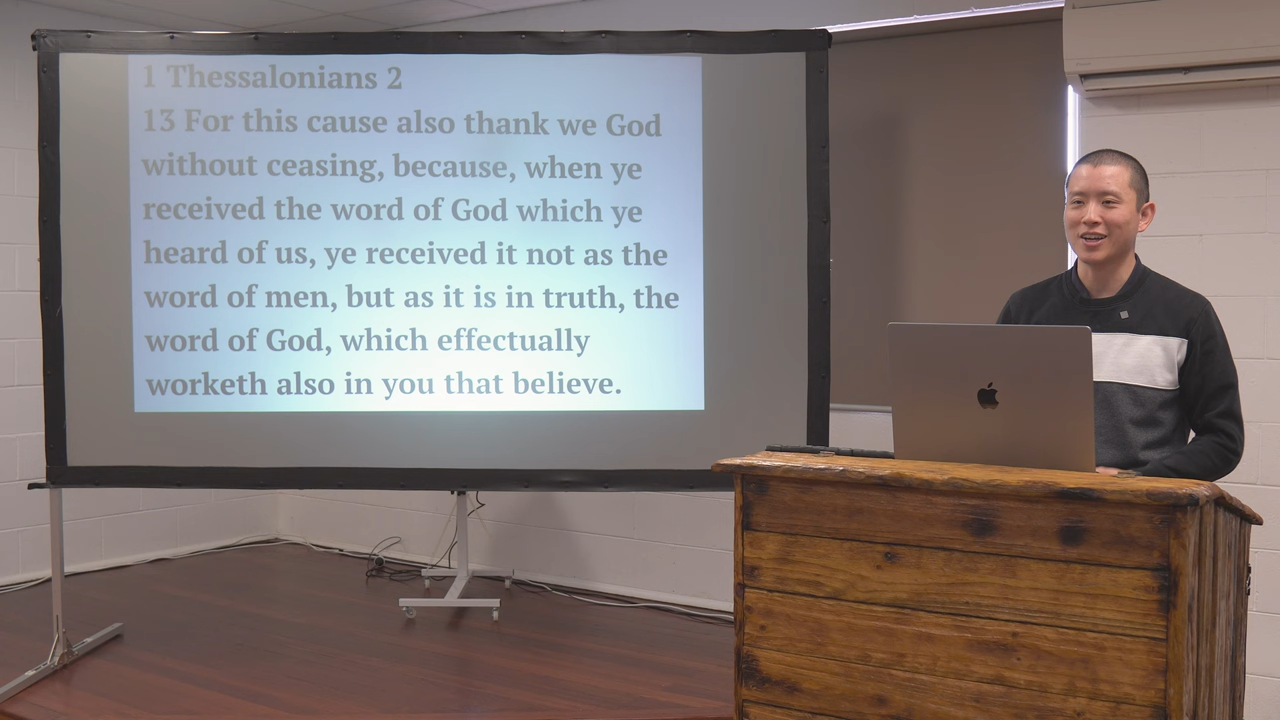 1 Thessalonians 2
13 For this cause also thank we God
without ceasing, because, when ye
received the word of God which ye
heard of us, ye received it not as the
word of men, but as it is in truth, the
word of God, which effectually
worketh also in you that believe.